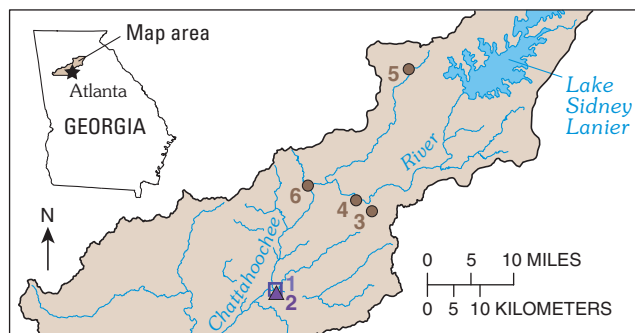 Map area
Atlanta
GEORGIA
5
Lake
Sidney
Lanier
River
6
4
3
N
Chattahoochee
1
2
0 5 10 MILES
0 5 10 KILOMETERS